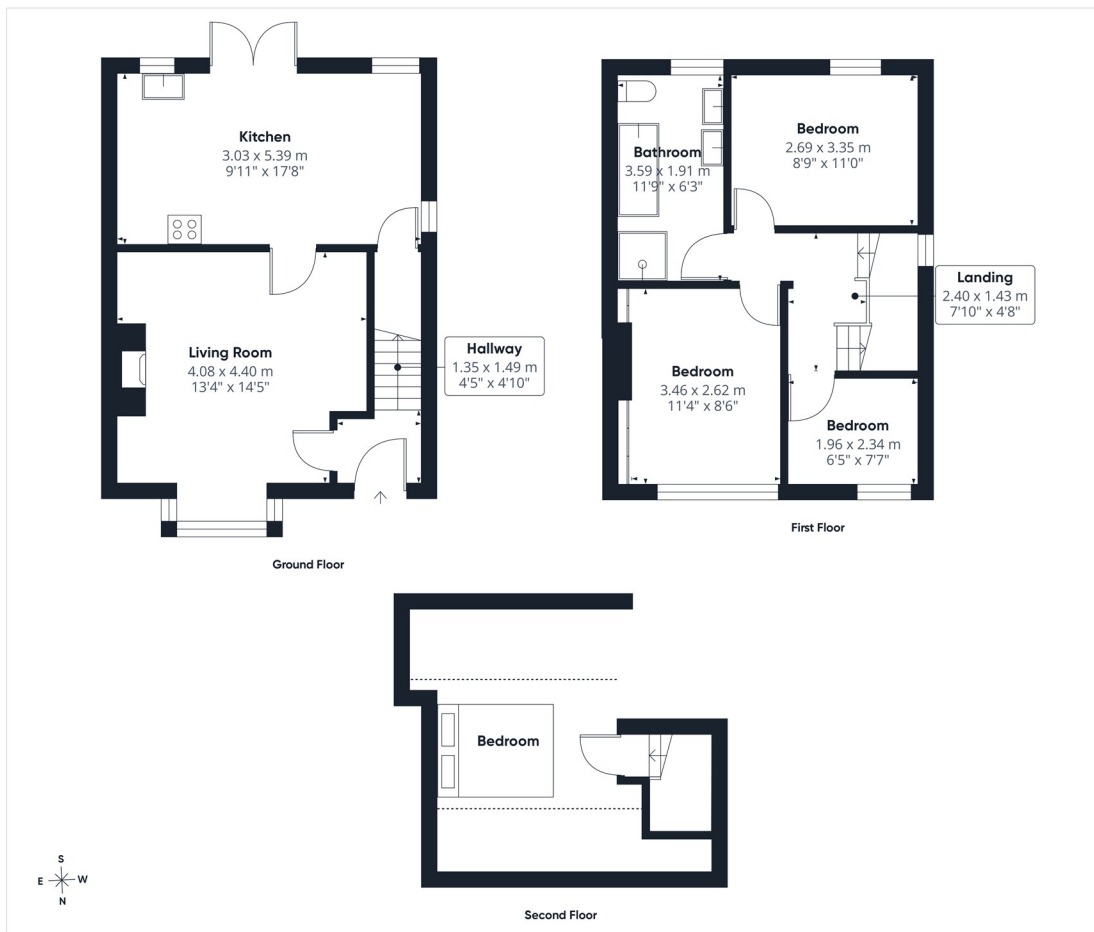 Kitchen
3.03 x 5.39 m
9'11" x 17'8"
Living Room
4.08 x 4.40 m
13'4" x 14'5"
Hallway
1.35 x 1.49 m
4'5" x 4'10"
Ground Floor
Bathroom
3.59 x 1.91 m
11'9" x 6'3"
Bedroom
2.69 x 3.35 m
8'9" x 11'0"
Landing
2.40 x 1.43 m
7'10" x 4'8"
Bedroom
3.46 x 2.62 m
11'4" x 8'6"
Bedroom
1.96 x 2.34 m
6'5" x 7'7"
First Floor
Bedroom
Second Floor
S
E W
N